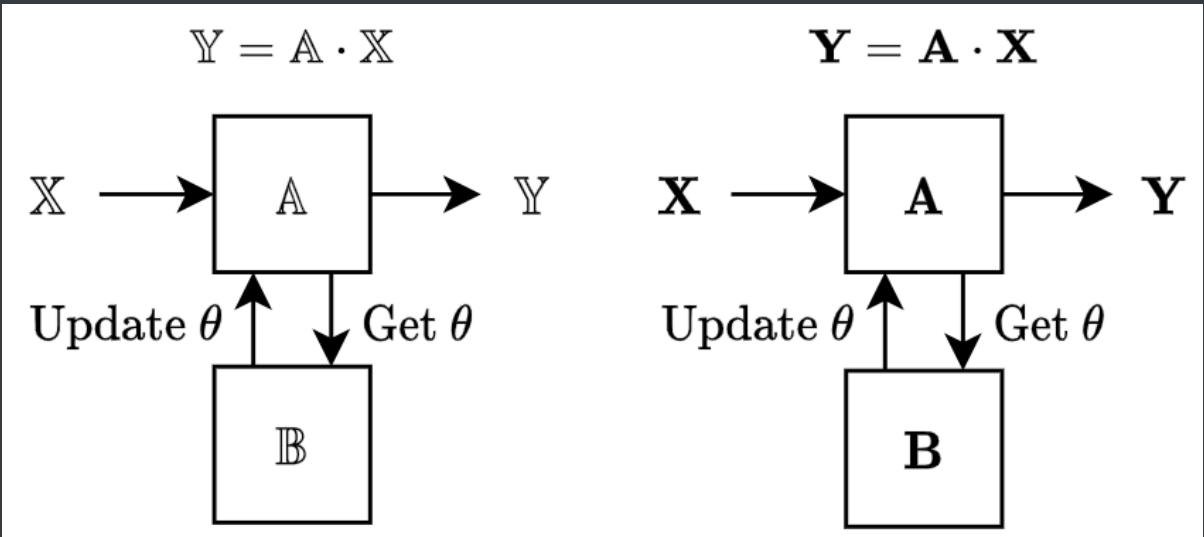 𝕐 = 𝔸 · 𝕏
𝕏
𝔸
𝕐
Update θ
Get θ
𝔹
𝐘 = 𝐀 · 𝐗
𝐗
𝐀
𝐘
Update θ
Get θ
𝐁